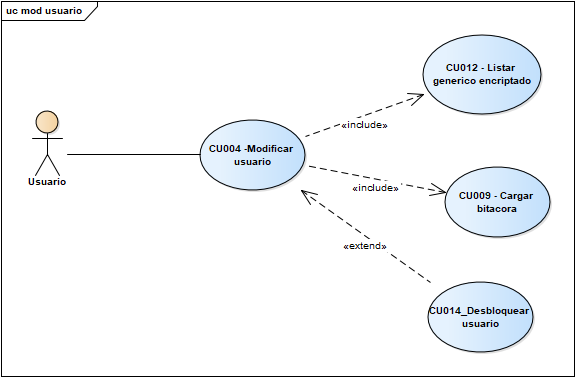 uc mod usuario
CU012 - Listar
generico encriptado
«include»
CU004 -Modificar
usuario
Usuario
«include»
CU009 - Cargar
bitacora
«extend»
CU014_Desbloquear
usuario